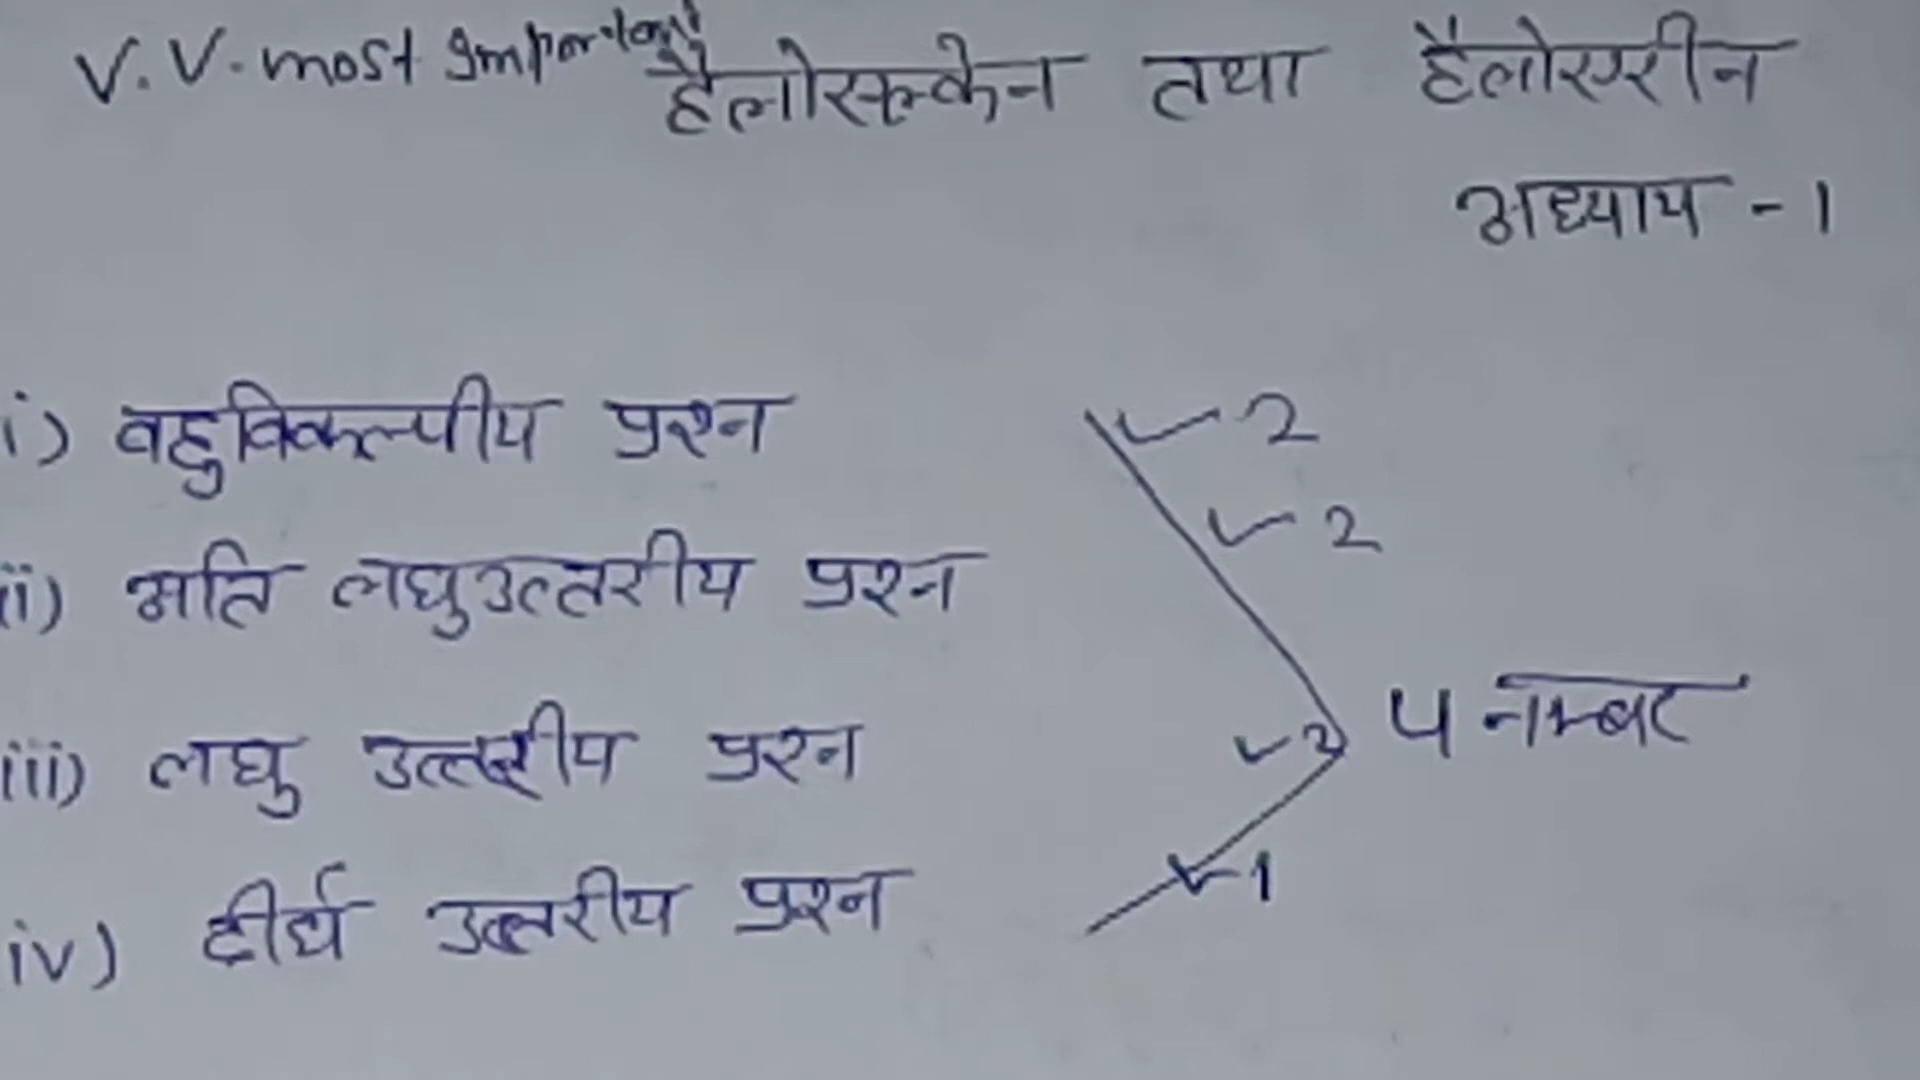 V.V. most Important हैलोएल्केन तथा हैलोएरीन
अध्याय - 1
i) बहुविकल्पीय प्रश्न 2
ii) अति लघुउत्तरीय प्रश्न 2
iii) लघु उत्तरीय प्रश्न 2 4 नम्बर
iv) दीर्घ उत्तरीय प्रश्न 1